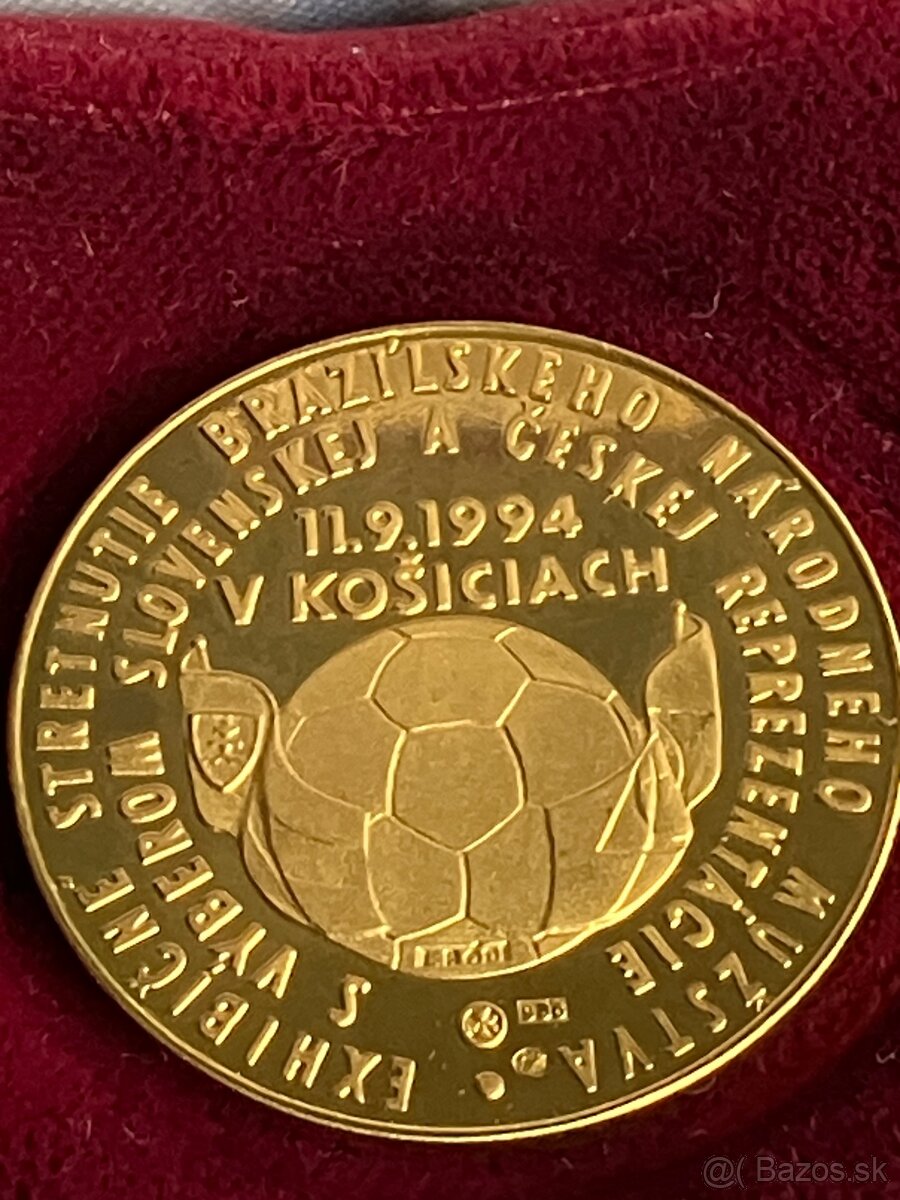 EXHIBIČNÉ STRETNUTIE BRAZÍLSKEHO NÁRODNÉHO MUŽSTVA
S VÝBEROM SLOVENSKEJ A ČESKEJ REPREZENTÁCIE
11.9.1994
V KOŠICIACH
@( Bazos.sk